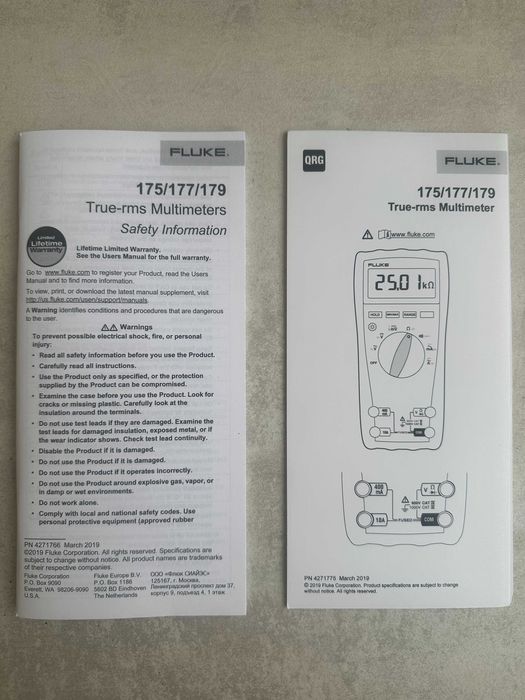 FLUKE®
175/177/179
True-rms Multimeters
Safety Information
Limited
Lifetime
Warranty
Lifetime Limited Warranty.
See the Users Manual for the full warranty.
Go to www.fluke.com to register your Product, read the Users
Manual and to find more information.
To view, print, or download the latest manual supplement, visit
http://us.fluke.com/usen/support/manuals.
A Warning identifies conditions and procedures that are dangerous
to the user.
Warnings
To prevent possible electrical shock, fire, or personal
injury:
• Read all safety information before you use the Product.
• Carefully read all instructions.
• Use the Product only as specified, or the protection
supplied by the Product can be compromised.
• Examine the case before you use the Product. Look for
cracks or missing plastic. Carefully look at the
insulation around the terminals.
• Do not use test leads if they are damaged. Examine the
test leads for damaged insulation, exposed metal, or if
the wear indicator shows. Check test lead continuity.
• Disable the Product if it is damaged.
• Do not use the Product if it is damaged.
• Do not use the Product if it operates incorrectly.
• Do not use the Product around explosive gas, vapor, or
in damp or wet environments.
• Do not work alone.
• Comply with local and national safety codes. Use
personal protective equipment (approved rubber
PN 4271766 March 2019
©2019 Fluke Corporation. All rights reserved. Specifications are
subject to change without notice. All product names are trademarks
of their respective companies.
Fluke Corporation
P.O. Box 9090
Everett, WA 98206-9090
U.S.A.
Fluke Europe B.V.
P.O. Box 1186
5602 BD Eindhoven
The Netherlands
ООО «Флюк СИАЙЭС»
125167, г. Москва,
Ленинградский проспект дом 37,
корпус 9, подъезд 4, 1 этаж
QRG
FLUKE®
175/177/179
True-rms Multimeter
www.fluke.com
FLUKE
25.01 kΩ
HOLD MIN MAX RANGE
OFF
400
mA
V Ω
10A
FUSED
COM
400
mA
V Ω
600V CAT
1000V CAT
10A
FUSED
COM
PN 4271775 March 2019
© 2019 Fluke Corporation. Product specifications are subject to change
without notice. All rights reserved.